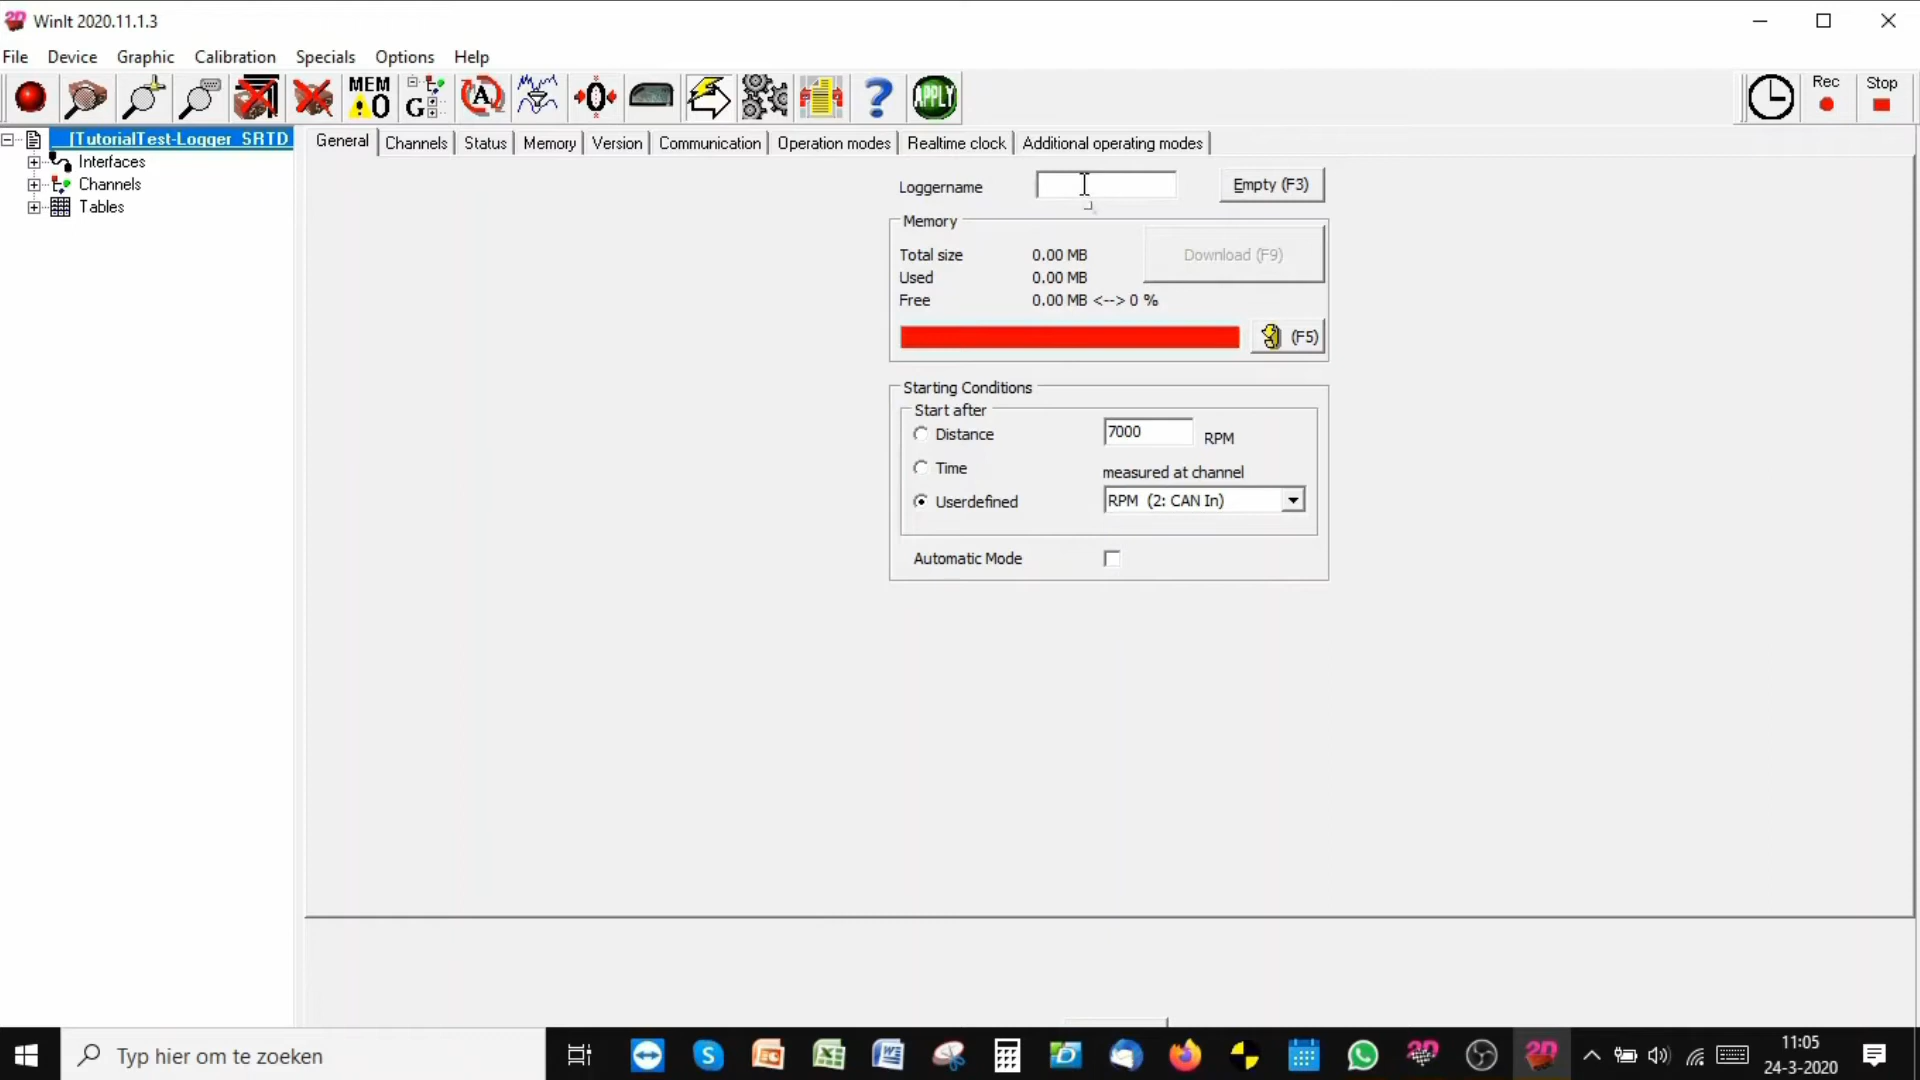 WinIt 2020.11.1.3
File Device Graphic Calibration Specials Options Help
MEM 0 G A 0 ? APPLY Rec Stop
[TutorialTest-Logger SRTD
Interfaces
Channels
Tables
General Channels Status Memory Version Communication Operation modes Realtime clock Additional operating modes
Loggername Empty (F3)
Memory
Total size 0.00 MB Download (F9)
Used 0.00 MB
Free 0.00 MB <--> 0 %
(F5)
Starting Conditions
Start after
Distance 7000 RPM
Time measured at channel
Userdefined RPM (2: CAN In)
Automatic Mode
Typ hier om te zoeken
11:05
24-3-2020